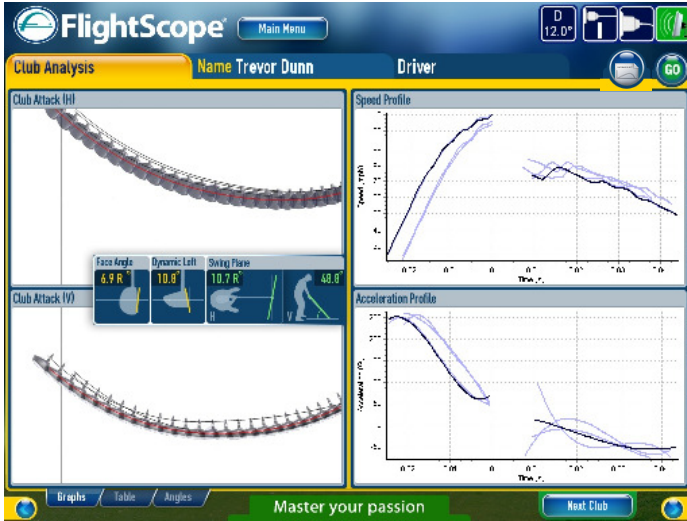 FlightScope
Main Menu
D
12.0°
Club Analysis
Name Trevor Dunn
Driver
GO
Club Attack (H)
Speed Profile
Face Angle
Dynamic Loft
Swing Plane
6.9 R°
10.8°
10.7 R°
48.8°
H
V
Club Attack (V)
Acceleration Profile
Graphs
Table
Angles
Master your passion
Next Club